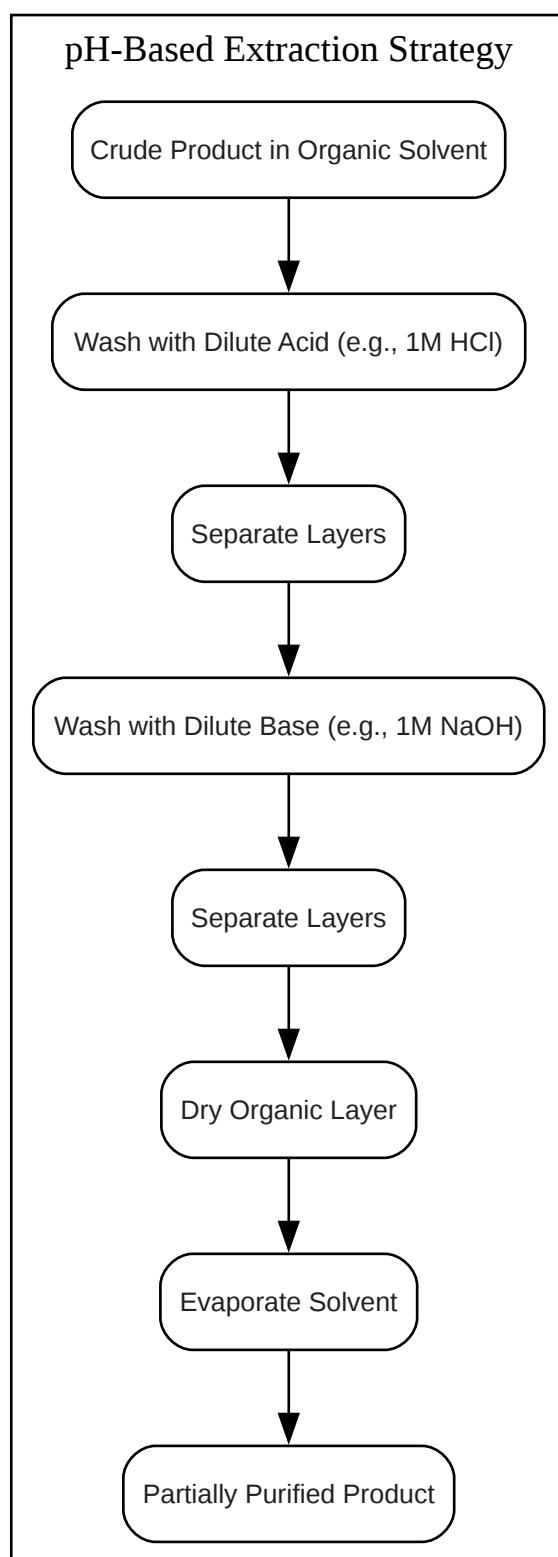 pH-Based Extraction Strategy
Crude Product in Organic Solvent
Wash with Dilute Acid (e.g., 1M HCl)
Separate Layers
Wash with Dilute Base (e.g., 1M NaOH)
Separate Layers
Dry Organic Layer
Evaporate Solvent
Partially Purified Product